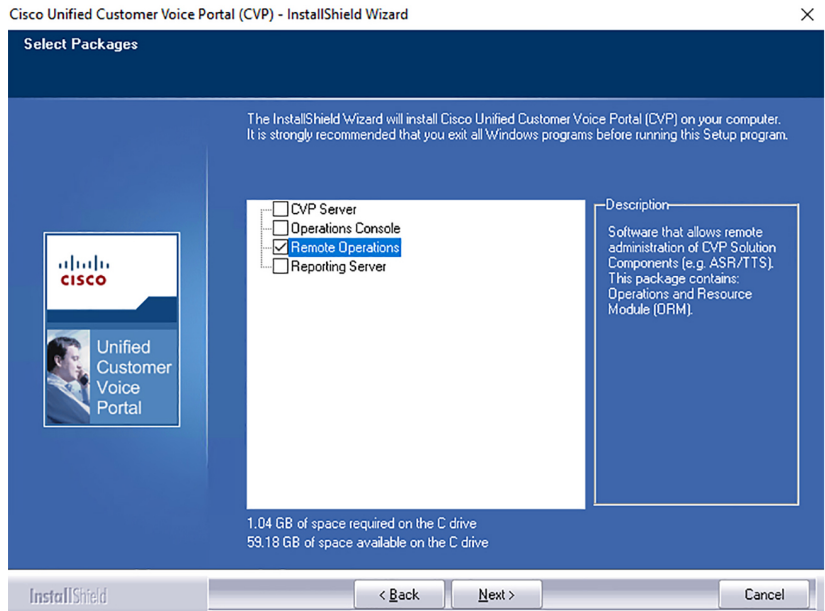 Cisco Unified Customer Voice Portal (CVP) - InstallShield Wizard
Select Packages
The InstallShield Wizard will install Cisco Unified Customer Voice Portal (CVP) on your computer.
It is strongly recommended that you exit all Windows programs before running this Setup program.
CVP Server
Operations Console
Remote Operations
Reporting Server
Description
Software that allows remote
administration of CVP Solution
Components (e.g. ASR/TTS).
This package contains:
Operations and Resource
Module (ORM).
CISCO
Unified
Customer
Voice
Portal
1.04 GB of space required on the C drive
59.18 GB of space available on the C drive
InstallShield
< Back
Next >
Cancel